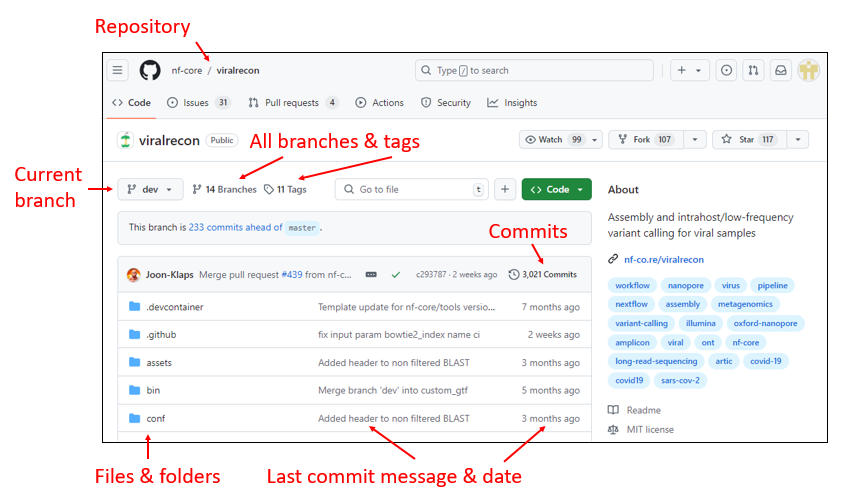 Repository
nf-core / viralrecon
Type / to search
Code
Issues 31
Pull requests 4
Actions
Security
Insights
viralrecon Public
Watch 99
Fork 107
Star 117
All branches & tags
Current
branch
dev
14 Branches
11 Tags
Go to file
t
Code
This branch is 233 commits ahead of master .
Commits
Joon-Klaps Merge pull request #439 from nf-c...
c293787 · 2 weeks ago
3,021 Commits
.devcontainer Template update for nf-core/tools versio... 7 months ago
.github fix input param bowtie2_index name ci 2 weeks ago
assets Added header to non filtered BLAST 3 months ago
bin Merge branch 'dev' into custom_gtf 5 months ago
conf Added header to non filtered BLAST 3 months ago
About
Assembly and intrahost/low-frequency
variant calling for viral samples
nf-co.re/viralrecon
workflow nanopore virus pipeline
nextflow assembly metagenomics
variant-calling illumina oxford-nanopore
amplicon viral ont nf-core
long-read-sequencing artic covid-19
covid19 sars-cov-2
Readme
MIT license
Files & folders
Last commit message & date